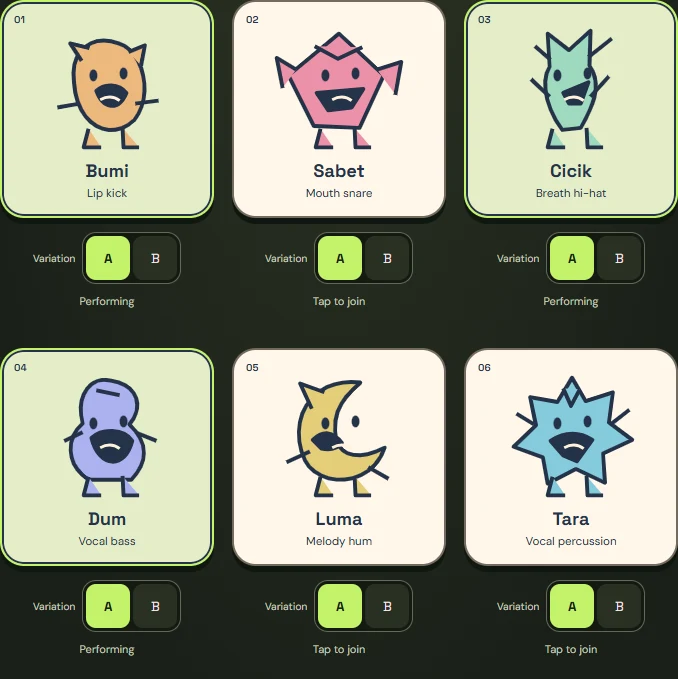 01
02
03
Bumi
Sabet
Cicik
Lip kick
Mouth snare
Breath hi-hat
Variation A B
Variation A B
Variation A B
Performing
Tap to join
Performing
04
05
06
Dum
Luma
Tara
Vocal bass
Melody hum
Vocal percussion
Variation A B
Variation A B
Variation A B
Performing
Tap to join
Tap to join